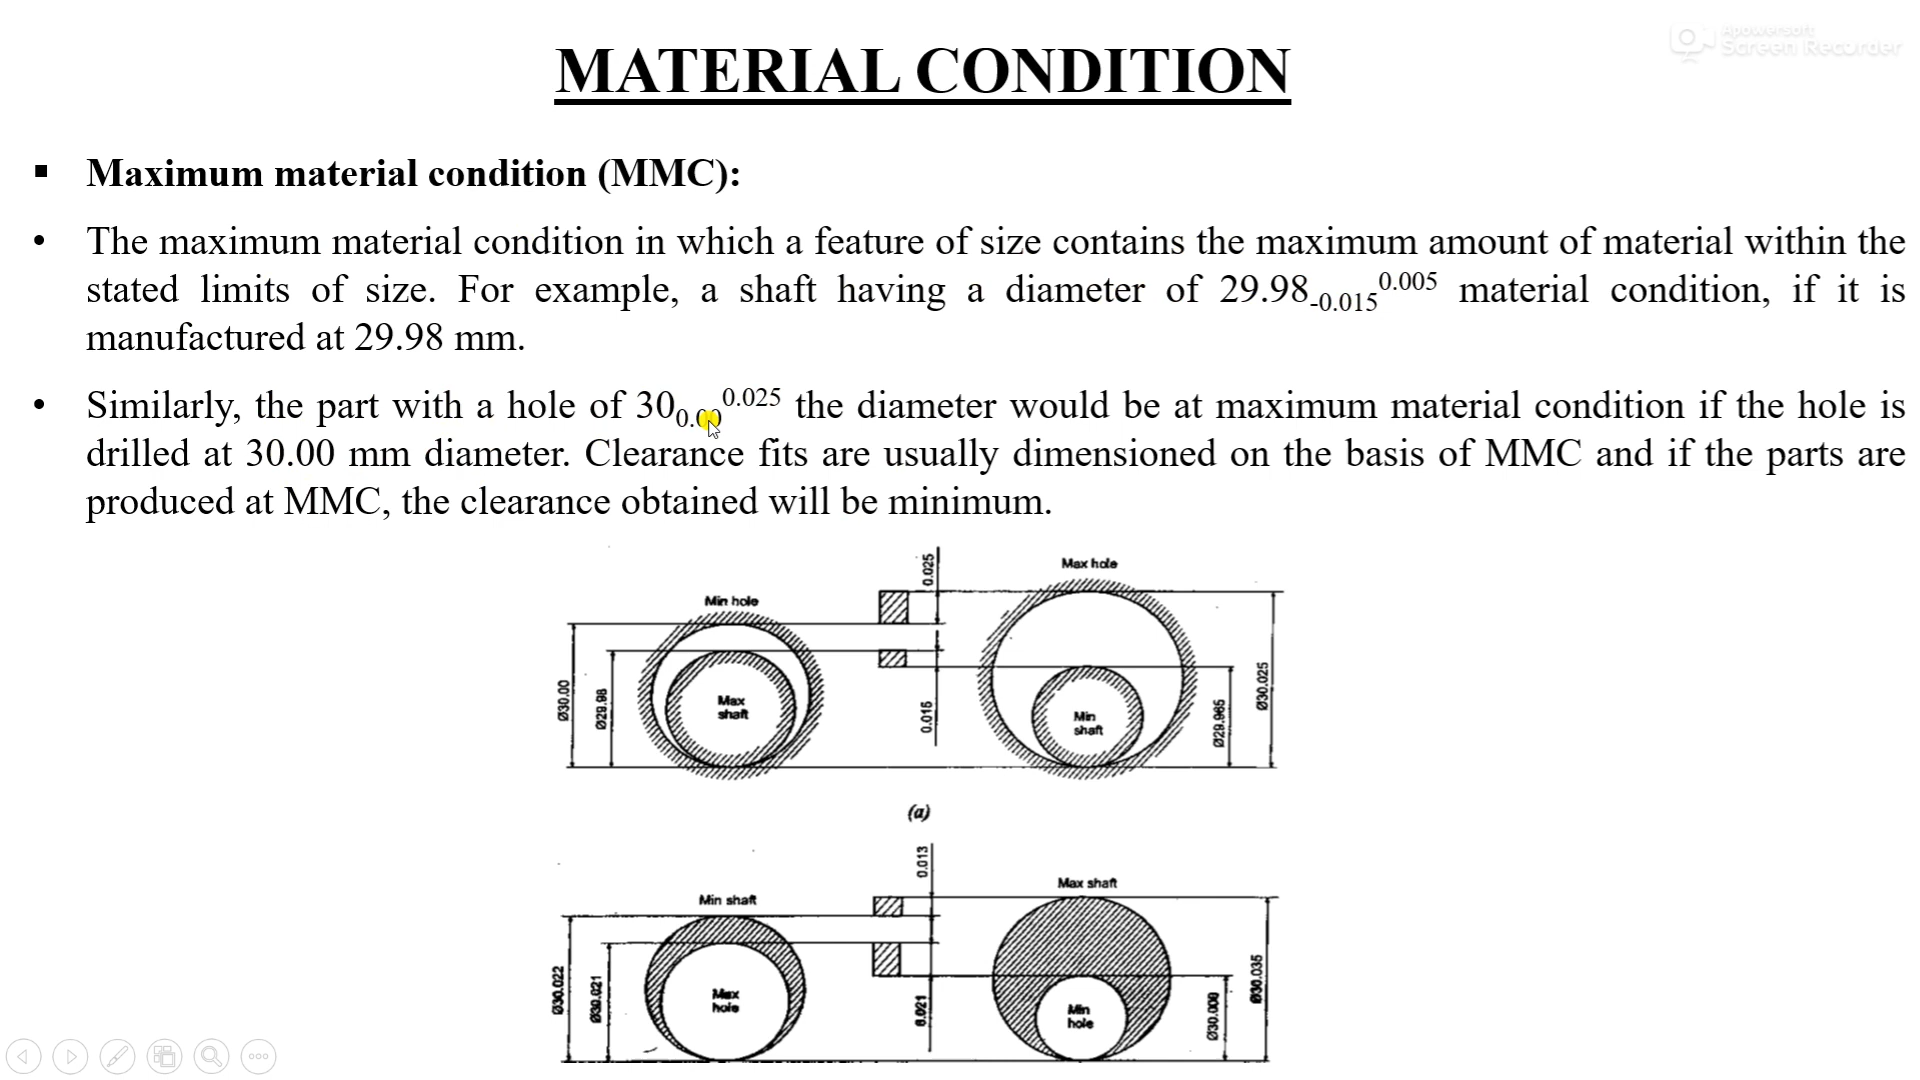 Apowersoft
Screen Recorder
MATERIAL CONDITION
▪ Maximum material condition (MMC):
• The maximum material condition in which a feature of size contains the maximum amount of material within the
stated limits of size. For example, a shaft having a diameter of 29.98-0.015 0.005 material condition, if it is
manufactured at 29.98 mm.
• Similarly, the part with a hole of 30 0.00 0.025 the diameter would be at maximum material condition if the hole is
drilled at 30.00 mm diameter. Clearance fits are usually dimensioned on the basis of MMC and if the parts are
produced at MMC, the clearance obtained will be minimum.
0.025
Max hole
Min hole
Ø30.00
Ø29.98
Max
shaft
0.015
Min
shaft
Ø29.965
Ø30.025
(a)
0.013
Min shaft
Max shaft
Ø30.022
Ø30.021
Max
hole
0.021
Min
hole
Ø30.000
Ø30.035